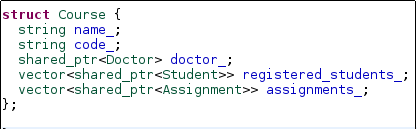 struct Course {
  string name_;
  string code_;
  shared_ptr<Doctor> doctor_;
  vector<shared_ptr<Student>> registered_students_;
  vector<shared_ptr<Assignment>> assignments_;
};